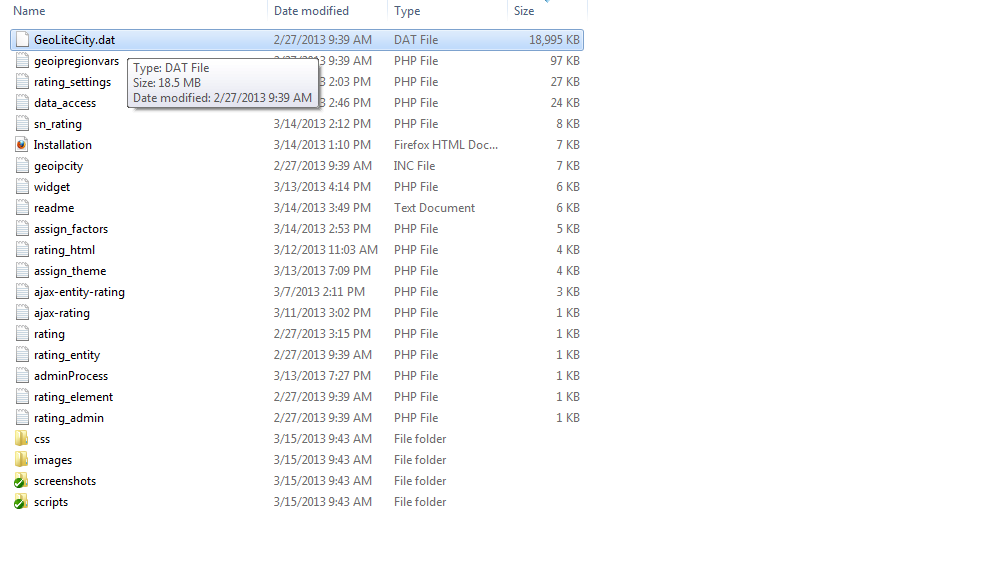 Name Date modified Type Size
GeoLiteCity.dat 2/27/2013 9:39 AM DAT File 18,995 KB
geoipregionvars 9:39 AM PHP File 97 KB
Type: DAT File
rating_settings 2:03 PM PHP File 27 KB
Size: 18.5 MB
data_access 2:46 PM PHP File 24 KB
Date modified: 2/27/2013 9:39 AM
sn_rating 3/14/2013 2:12 PM PHP File 8 KB
Installation 3/14/2013 1:10 PM Firefox HTML Doc... 7 KB
geoipcity 2/27/2013 9:39 AM INC File 7 KB
widget 3/13/2013 4:14 PM PHP File 6 KB
readme 3/14/2013 3:49 PM Text Document 6 KB
assign_factors 3/14/2013 2:53 PM PHP File 5 KB
rating_html 3/12/2013 11:03 AM PHP File 4 KB
assign_theme 3/13/2013 7:09 PM PHP File 4 KB
ajax-entity-rating 3/7/2013 2:11 PM PHP File 3 KB
ajax-rating 3/11/2013 3:02 PM PHP File 1 KB
rating 2/27/2013 3:15 PM PHP File 1 KB
rating_entity 2/27/2013 9:39 AM PHP File 1 KB
adminProcess 3/13/2013 7:27 PM PHP File 1 KB
rating_element 2/27/2013 9:39 AM PHP File 1 KB
rating_admin 2/27/2013 9:39 AM PHP File 1 KB
css 3/15/2013 9:43 AM File folder
images 3/15/2013 9:43 AM File folder
screenshots 3/15/2013 9:43 AM File folder
scripts 3/15/2013 9:43 AM File folder